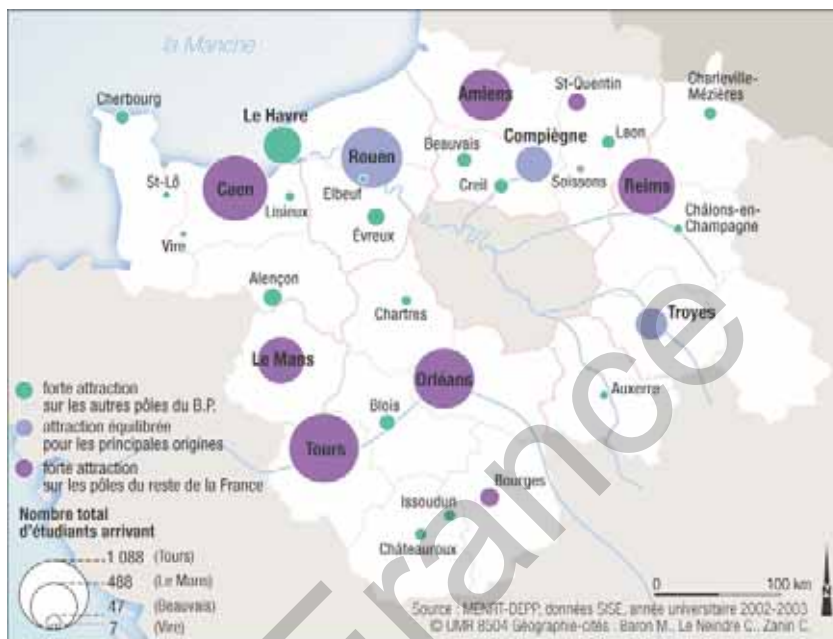 la Manche
Cherbourg
Le Havre
Amiens
St-Quentin
Charleville-
Mézières
Rouen
Beauvais
Compiègne
Laon
St-Lô
Caen
Lisieux
Elbeuf
Creil
Soissons
Reims
Vire
Évreux
Châlons-en-
Champagne
Alençon
Chartres
Troyes
Le Mans
Orléans
Auxerre
Blois
Tours
Bourges
Issoudun
Châteauroux
forte attraction
sur les autres pôles du B.P.
attraction équilibrée
pour les principales origines
forte attraction
sur les pôles du reste de la France
Nombre total
d'étudiants arrivant
1 088 (Tours)
488 (Le Mans)
47 (Beauvais)
7 (Vire)
0 100 km
N
Source : MENRT-DEPP, données SISE, année universitaire 2002-2003
© UMR 8504 Géographie-cités : Baron M., Le Neindre C., Zanin C.
France